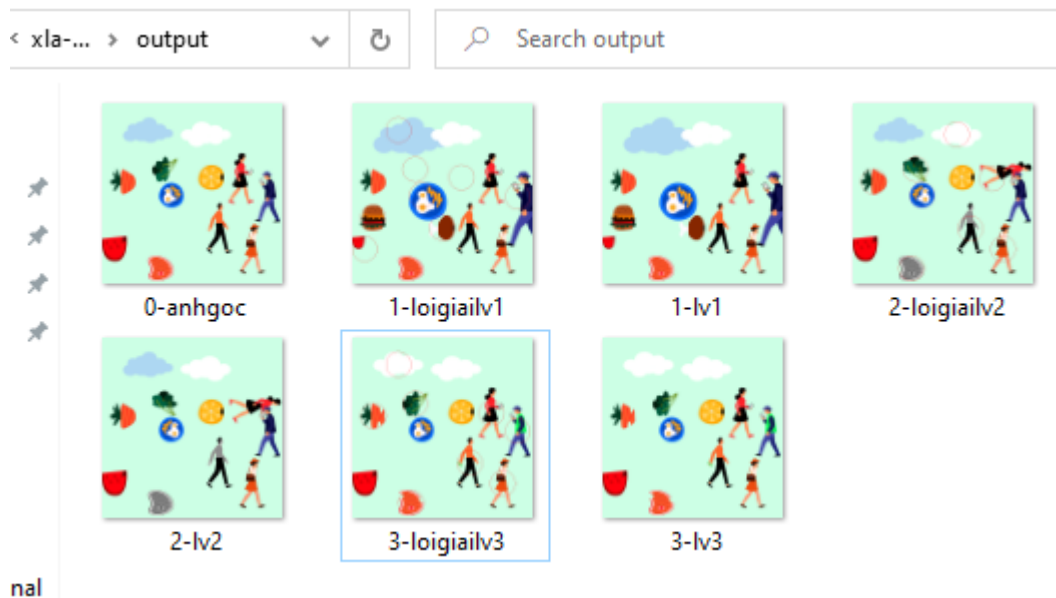 xla-... > output
Search output
0-anhgoc
1-loigiailv1
1-lv1
2-loigiailv2
2-lv2
3-loigiailv3
3-lv3
nal